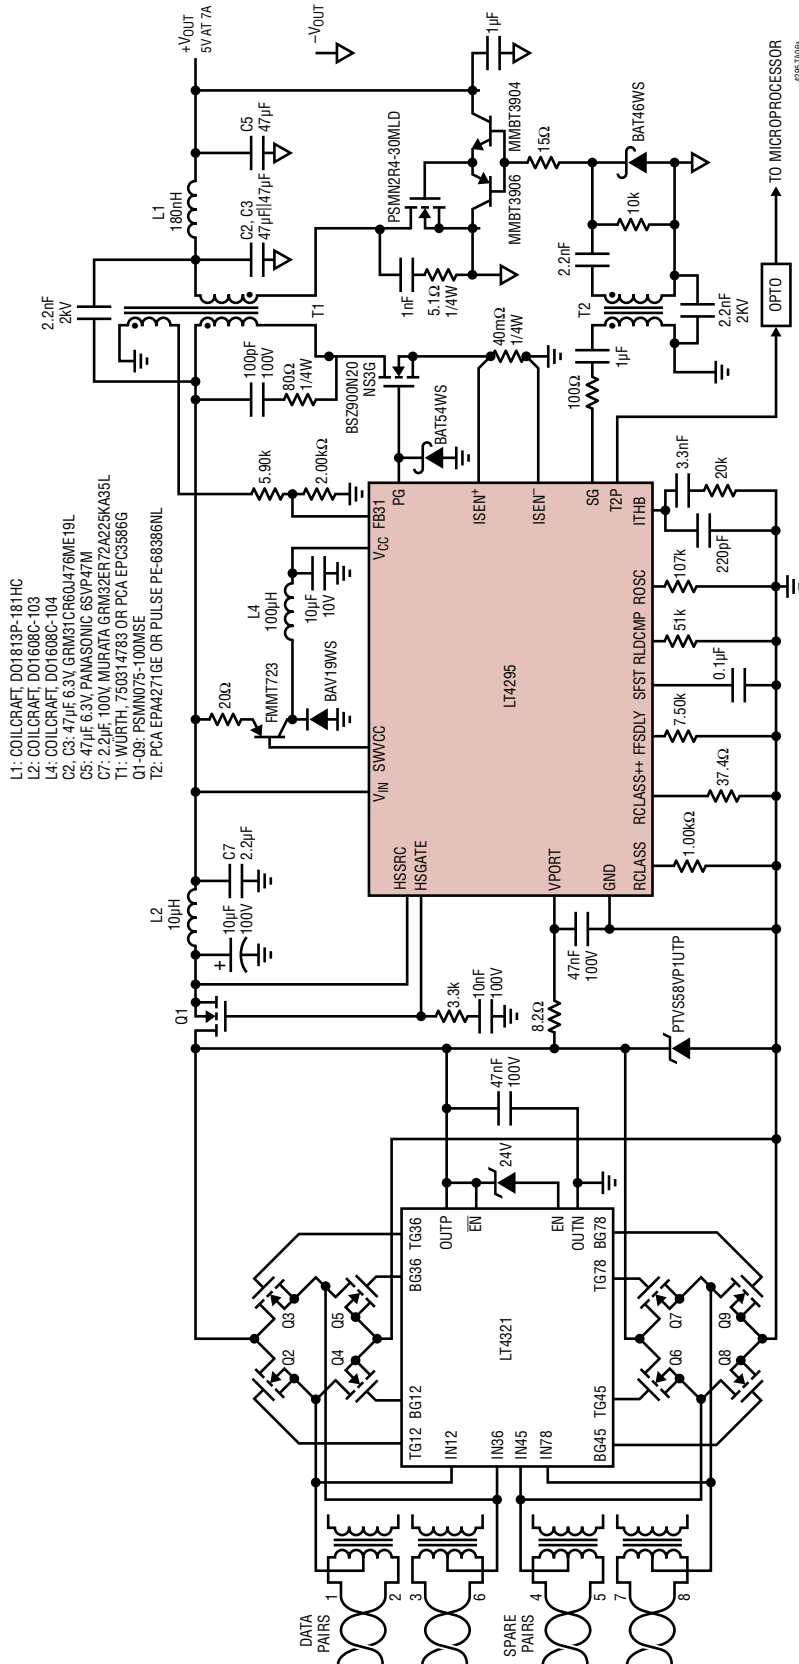 L1: COILCRAFT, DO1813P-181HC
L2: COILCRAFT, DO1608C-103
L4: COILCRAFT, DO1608C-104
C2, C3: 47µF, 6.3V, GRM31CR60J476ME19L
C5: 47µF, 6.3V, PANASONIC 6SVP47M
C7: 2.2µF, 100V, MURATA GRM32ER72A225KA35L
T1: WÜRTH, 750314783 OR PCA EPC3586G
Q1-Q9: PSMN075-100MSE
T2: PCA EPA4271GE OR PULSE PE-68386NL
DATA
PAIRS
1
2
3
6
SPARE
PAIRS
4
5
7
8
Q2
Q3
Q4
Q5
TG12
BG12
BG36
TG36
IN12
IN36
IN45
IN78
LT4321
OUTP
EN
EN
OUTN
BG45
TG45
TG78
BG78
Q6
Q7
Q8
Q9
24V
47nF
100V
Q1
3.3k
10nF
100V
8.2Ω
PTVS58VP1UTP
+
10µF
100V
L2
10µH
C7
2.2µF
47nF
100V
HSSRC
HSGATE
VIN
SWVCC
VCC
FB31
VPORT
GND
LT4295
PG
ISEN+
ISEN–
SG
T2P
RCLASS
RCLASS++
FFSDLY
SFST
RLDCMP
ROSC
ITHB
1.00kΩ
37.4Ω
7.50k
0.1µF
51k
107k
220pF
3.3nF
20k
20Ω
FMMT723
BAV19WS
L4
100µH
10µF
10V
5.90k
2.00kΩ
100pF
100V
80Ω
1/4W
BSZ900N20
NS3G
BAT54WS
40mΩ
1/4W
2.2nF
2kV
T1
L1
180nH
C2, C3
47µF||47µF
C5
47µF
+VOUT
5V AT 7A
–VOUT
1µF
PSMN2R4-30MLD
1nF
5.1Ω
1/4W
MMBT3906
MMBT3904
15Ω
100Ω
1µF
T2
2.2nF
10k
BAT46WS
2.2nF
2KV
OPTO
TO MICROPROCESSOR
4295 TA06a